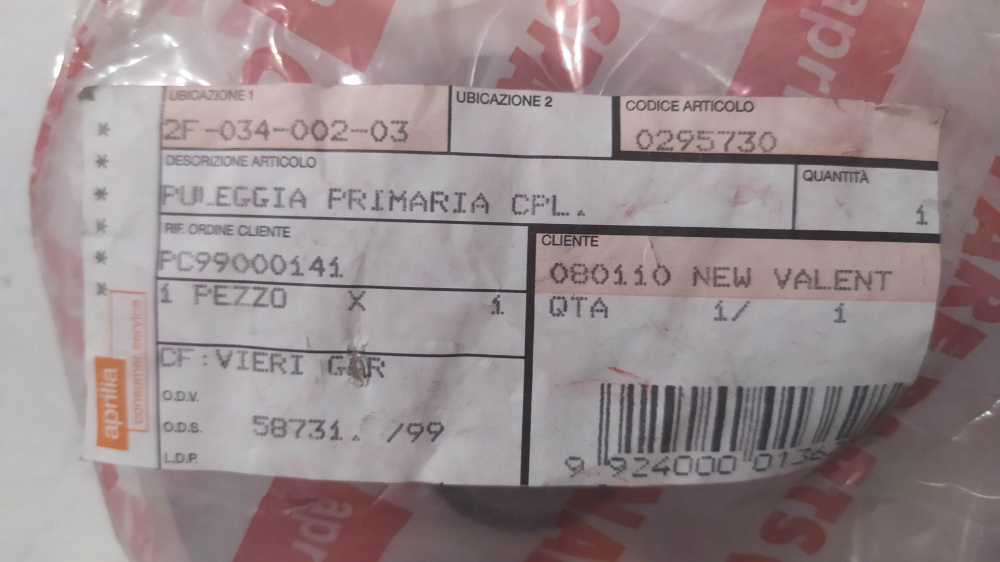 UBICAZIONE 1
UBICAZIONE 2
CODICE ARTICOLO
2F-034-002-03
0295730
DESCRIZIONE ARTICOLO
QUANTITÀ
PULEGGIA PRIMARIA CPL.
1
RIF. ORDINE CLIENTE
CLIENTE
PC99000141
080110 NEW VALENT
1 PEZZO X 1
QTA 1/ 1
CF:VIERI
O.D.V.
O.D.S. 58731. /99
L.D.P.
9 924000
aprilia
consumer service